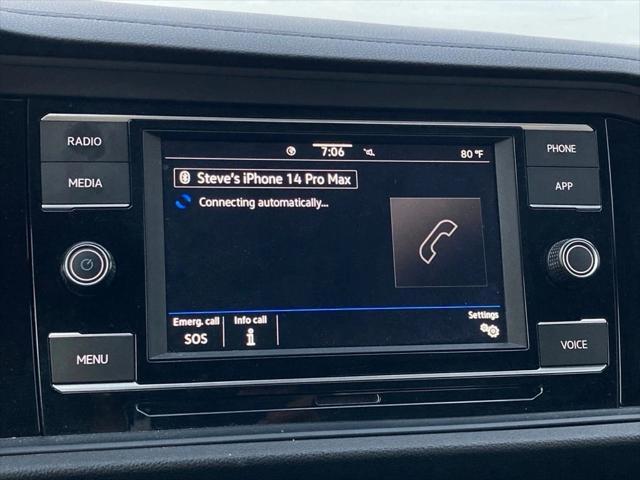 RADIO
MEDIA
MENU
7:06
80 °F
Steve's iPhone 14 Pro Max
Connecting automatically...
Emerg. call
SOS
Info call
i
Settings
PHONE
APP
VOICE